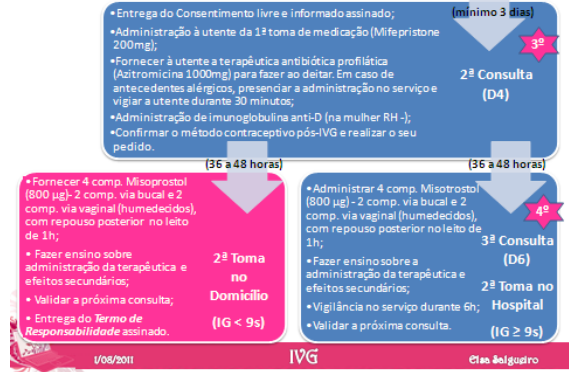 •Entrega do Consentimento livre e informado assinado;
•Administração à utente da 1ª toma de medicação (Mifepristone
200mg);
•Fornecer à utente a terapêutica antibiótica profilática
(Azitromicina 1000mg) para fazer ao deitar. Em caso de
antecedentes alérgicos, presenciar a administração no serviço e
vigiar a utente durante 30 minutos;
•Administração de imunoglobulina anti-D (na mulher RH -);
•Confirmar o método contraceptivo pós-IVG e realizar o seu
pedido.
(mínimo 3 dias)
3º
2ª Consulta
(D4)
(36 a 48 horas)
(36 a 48 horas)
•Fornecer 4 comp. Misoprostol
(800 µg)- 2 comp. via bucal e 2
comp. via vaginal (humedecidos),
com repouso posterior no leito
de 1h;
• Fazer ensino sobre
administração da terapêutica e
efeitos secundários;
• Validar a próxima consulta;
• Entrega do Termo de
Responsabilidade assinado.
2ª Toma
no
Domicílio
(IG < 9s)
•Administrar 4 comp. Misotrostol
(800 µg)- 2 comp. via bucal e 2
comp. via vaginal (humedecidos),
com repouso posterior no leito
de 1h;
•Fazer ensino sobre a
administração da terapêutica e
efeitos secundários;
•Vigilância no serviço durante 6h;
•Validar a próxima consulta.
4º
3ª Consulta
(D6)
2ª Toma no
Hospital
(IG ≥ 9s)
1/08/2011
IVG
Elsa Salgueiro